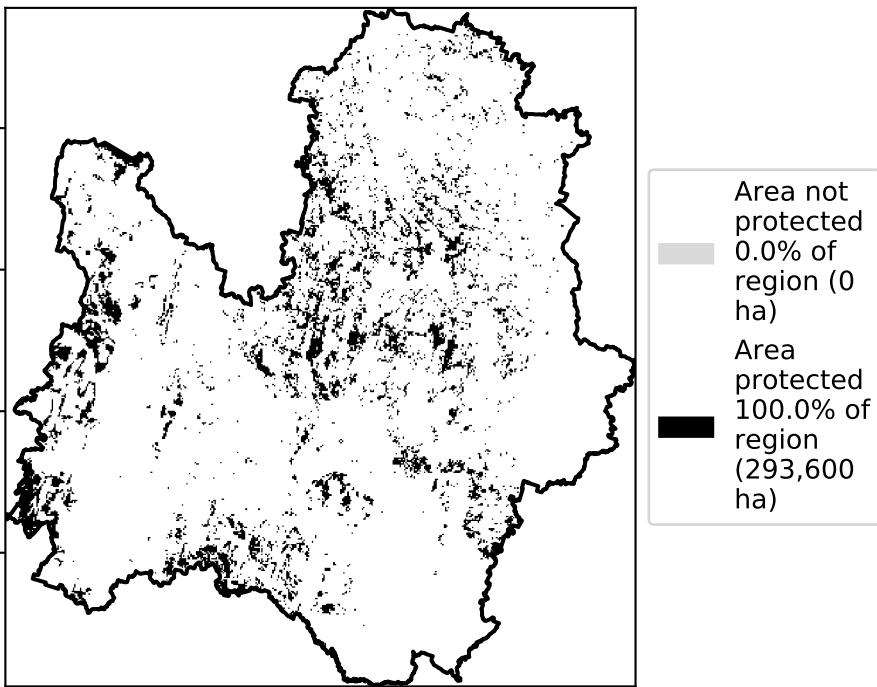 Area not
protected
0.0% of
region (0
ha)
Area
protected
100.0% of
region
(293,600
ha)